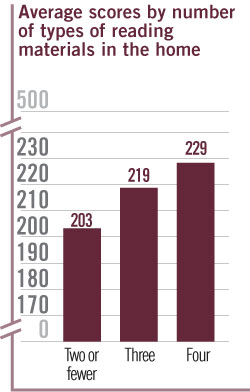 Average scores by number
of types of reading
materials in the home
500
230
229
220
219
210
203
200
190
180
170
0
Two or
fewer
Three
Four